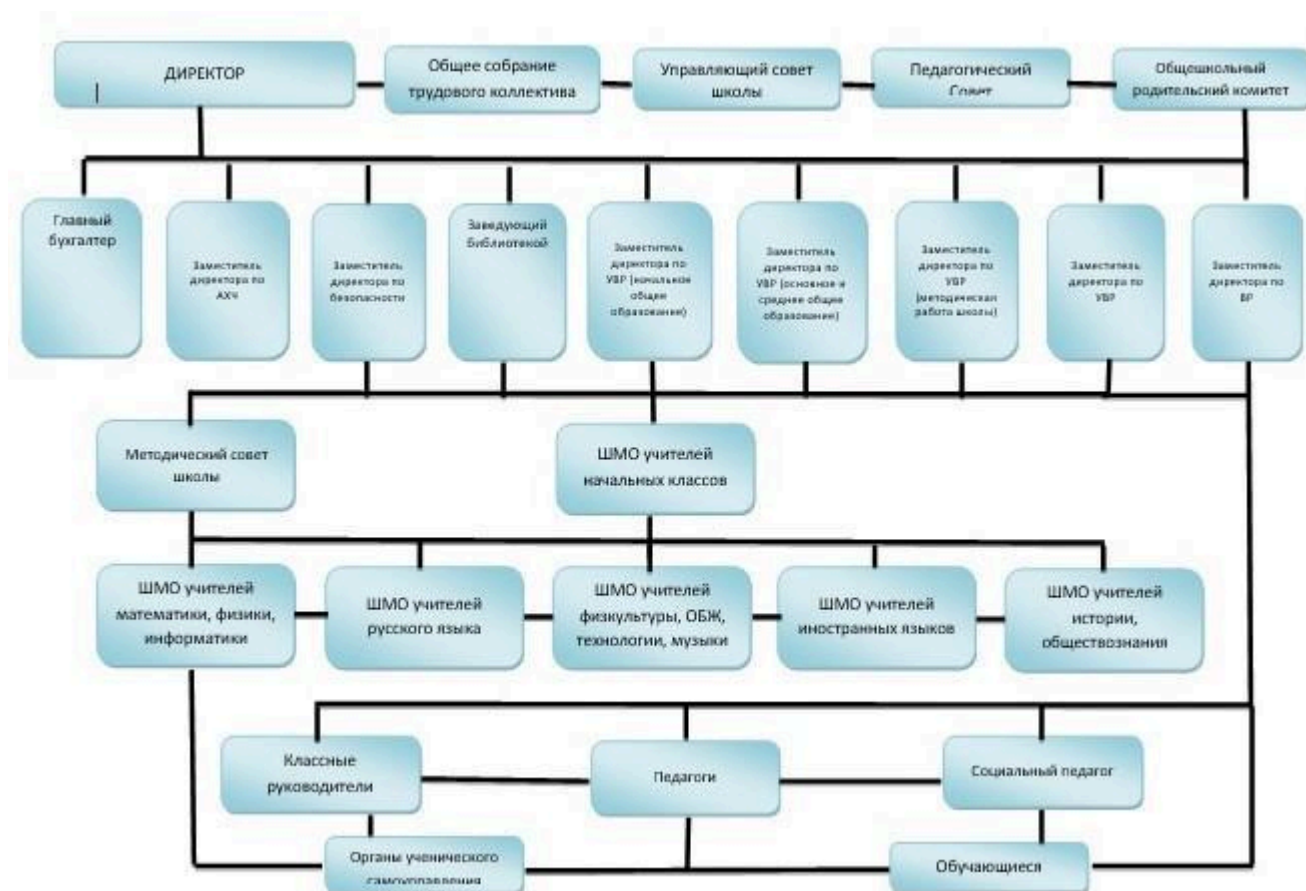 ДИРЕКТОР
Общее собрание
трудового коллектива
Управляющий совет
школы
Педагогический
Совет
Общешкольный
родительский комитет
Главный
бухгалтер
Заместитель
директора по
АХЧ
Заместитель
директора по
безопасности
Заведующий
Библиотекой
Заместитель
директора по
УВР (начальное
общее
образование)
Заместитель
директора по
УВР (основное и
среднее общее
образование)
Заместитель
директора по
УВР
(методическая
работа школы)
Заместитель
директора по
УВР
Заместитель
директора по
ВР
Методический совет
школы
ШМО учителей
начальных классов
ШМО учителей
математики, физики,
информатики
ШМО учителей
русского языка
ШМО учителей
физкультуры, ОБЖ,
технологии, музыки
ШМО учителей
иностранных языков
ШМО учителей
истории,
обществознания
Классные
руководители
Педагоги
Социальный педагог
Органы ученического
самоуправления
Обучающиеся